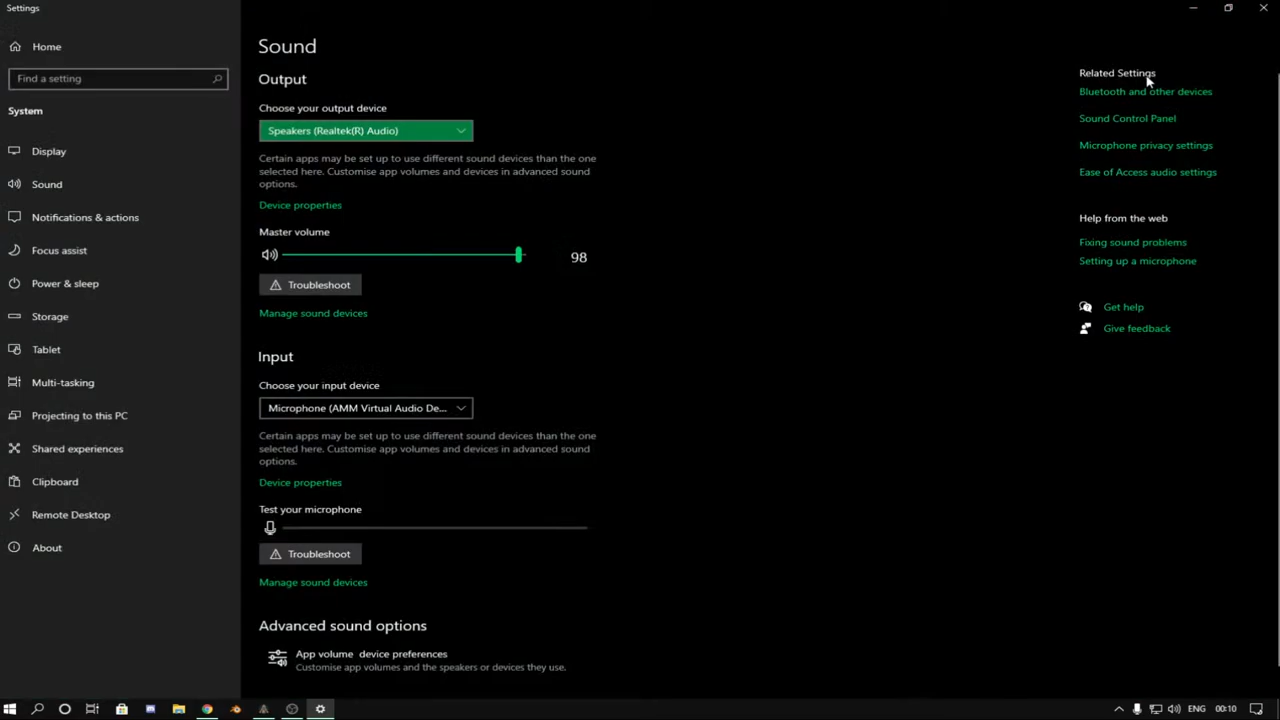 Settings
Home
Find a setting
System
Display
Sound
Notifications & actions
Focus assist
Power & sleep
Storage
Tablet
Multi-tasking
Projecting to this PC
Shared experiences
Clipboard
Remote Desktop
About
Sound
Output
Choose your output device
Speakers (Realtek(R) Audio)
Certain apps may be set up to use different sound devices than the one
selected here. Customise app volumes and devices in advanced sound
options.
Device properties
Master volume
98
Troubleshoot
Manage sound devices
Input
Choose your input device
Microphone (AMM Virtual Audio De...
Certain apps may be set up to use different sound devices than the one
selected here. Customise app volumes and devices in advanced sound
options.
Device properties
Test your microphone
Troubleshoot
Manage sound devices
Advanced sound options
App volume device preferences
Customise app volumes and the speakers or devices they use.
Related Settings
Bluetooth and other devices
Sound Control Panel
Microphone privacy settings
Ease of Access audio settings
Help from the web
Fixing sound problems
Setting up a microphone
Get help
Give feedback
ENG
00:10